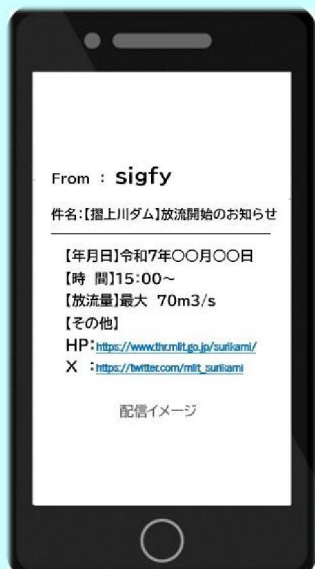 From : sigfy
件名:【摺上川ダム】放流開始のお知らせ
【年月日】令和7年〇〇月〇〇日
【時 間】15:00～
【放流量】最大 70m3/s
【その他】
HP:https://www.thr.mlit.go.jp/surikami/
X :https://twitter.com/mlit_surikami
配信イメージ